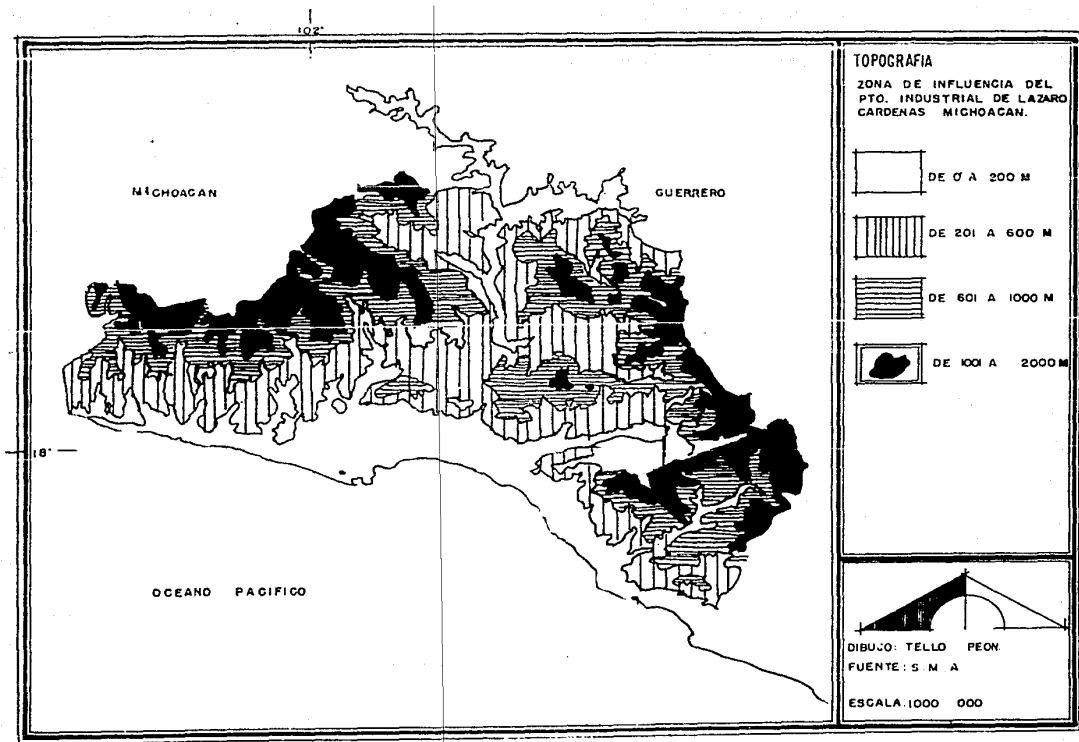 102°
MICHOACAN
GUERRERO
18°
OCEANO PACIFICO
TOPOGRAFIA
ZONA DE INFLUENCIA DEL
PTO. INDUSTRIAL DE LAZARO
CARDENAS MICHOACAN.
DE 0 A 200 M
DE 201 A 600 M
DE 601 A 1000 M
DE 1001 A 2000 M
DIBUJO: TELLO PEON.
FUENTE: S.M.A
ESCALA:1000 000